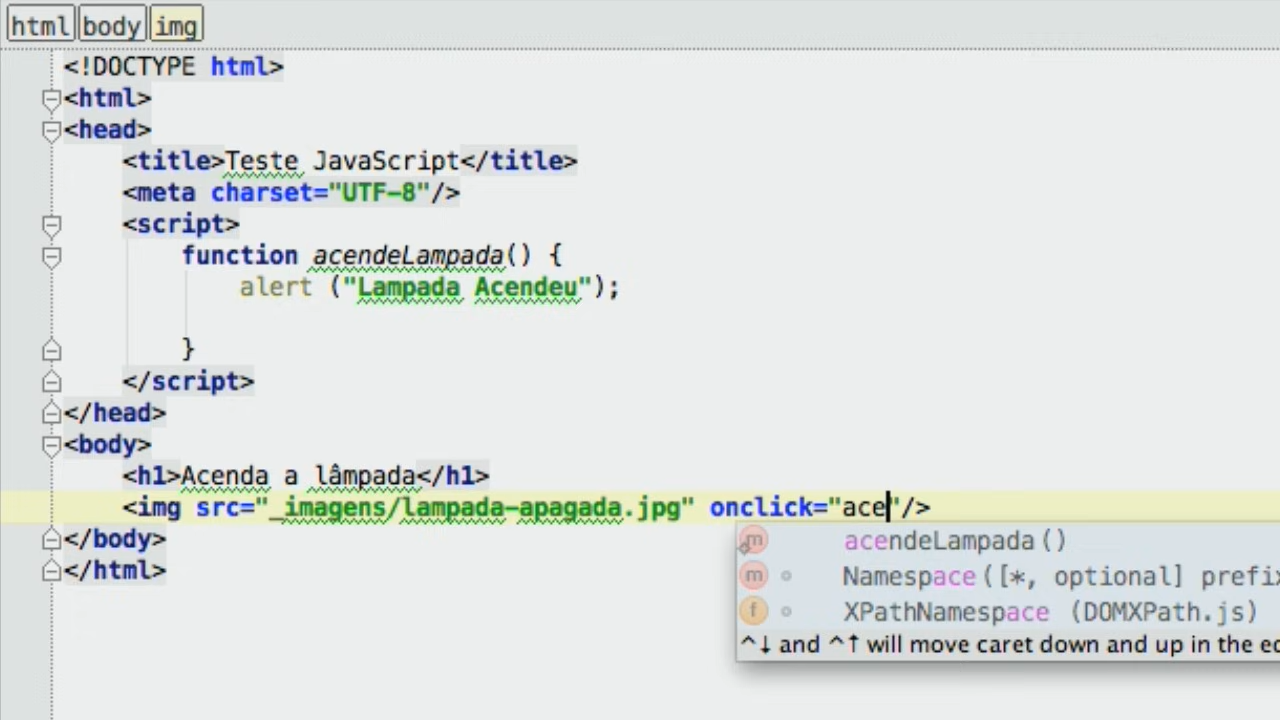 html body img
<!DOCTYPE html>
<html>
<head>
<title>Teste JavaScript</title>
<meta charset="UTF-8"/>
<script>
function acendeLampada() {
alert ("Lampada Acendeu");
}
</script>
</head>
<body>
<h1>Acenda a lâmpada</h1>
<img src="_imagens/lampada-apagada.jpg" onclick="ace"/>
m acendeLampada()
</body>
m Namespace([*, optional] prefix
</html>
f XPathNamespace (DOMXPath.js)
^↓ and ^↑ will move caret down and up in the ed